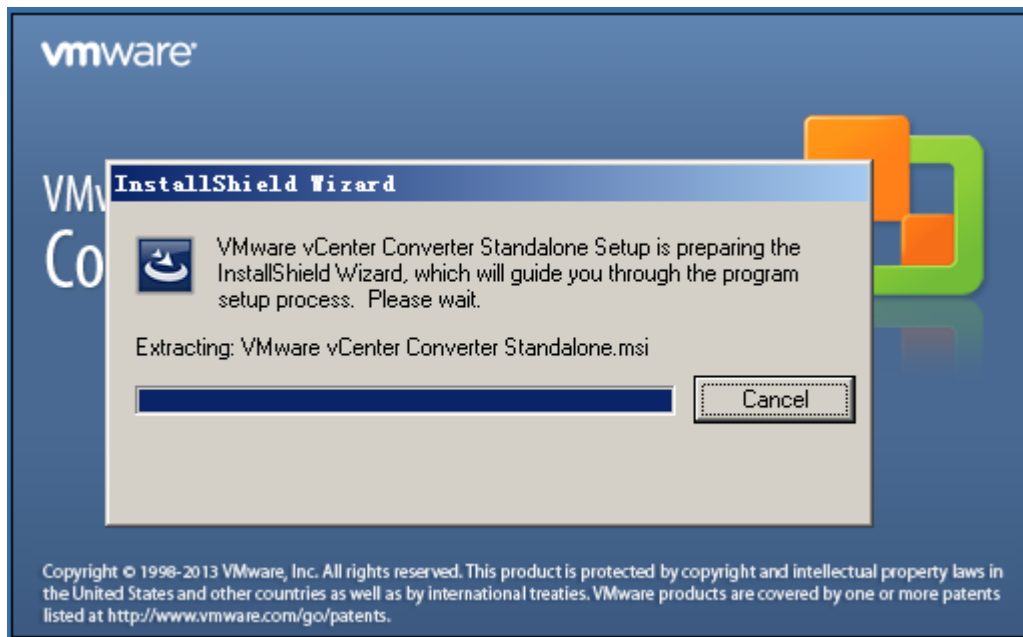 vmware
VM
Co
InstallShield Wizard
VMware vCenter Converter Standalone Setup is preparing the
InstallShield Wizard, which will guide you through the program
setup process. Please wait.
Extracting: VMware vCenter Converter Standalone.msi
Cancel
Copyright © 1998-2013 VMware, Inc. All rights reserved. This product is protected by copyright and intellectual property laws in
the United States and other countries as well as by international treaties. VMware products are covered by one or more patents
listed at http://www.vmware.com/go/patents.